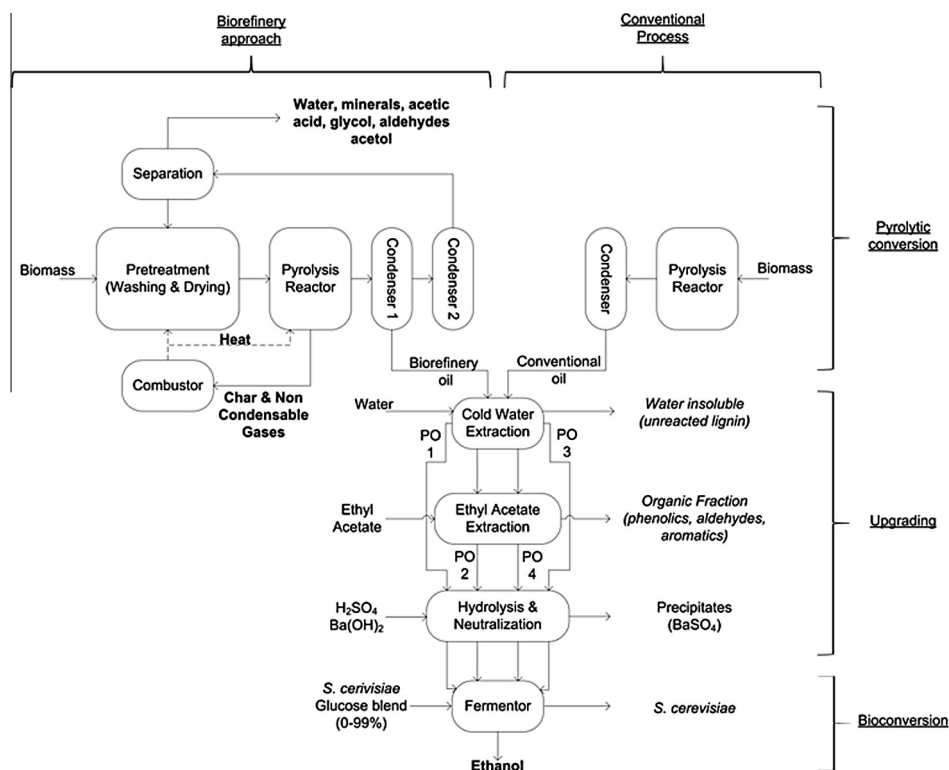 Biorefinery
approach
Conventional
Process
Water, minerals, acetic
acid, glycol, aldehydes
acetol
Separation
Biomass
Pretreatment
(Washing & Drying)
Pyrolysis
Reactor
Condenser 1
Condenser 2
Condenser
Pyrolysis
Reactor
Biomass
Pyrolytic
conversion
Heat
Combustor
Char & Non
Condensable
Gases
Biorefinery
oil
Conventional
oil
Water
Cold Water
Extraction
Water insoluble
(unreacted lignin)
PO
1
PO
3
Ethyl
Acetate
Ethyl Acetate
Extraction
Organic Fraction
(phenolics, aldehydes,
aromatics)
Upgrading
PO
2
PO
4
H₂SO₄
Ba(OH)₂
Hydrolysis &
Neutralization
Precipitates
(BaSO₄)
S. cerivisiae
Glucose blend
(0-99%)
Fermentor
S. cerevisiae
Bioconversion
Ethanol